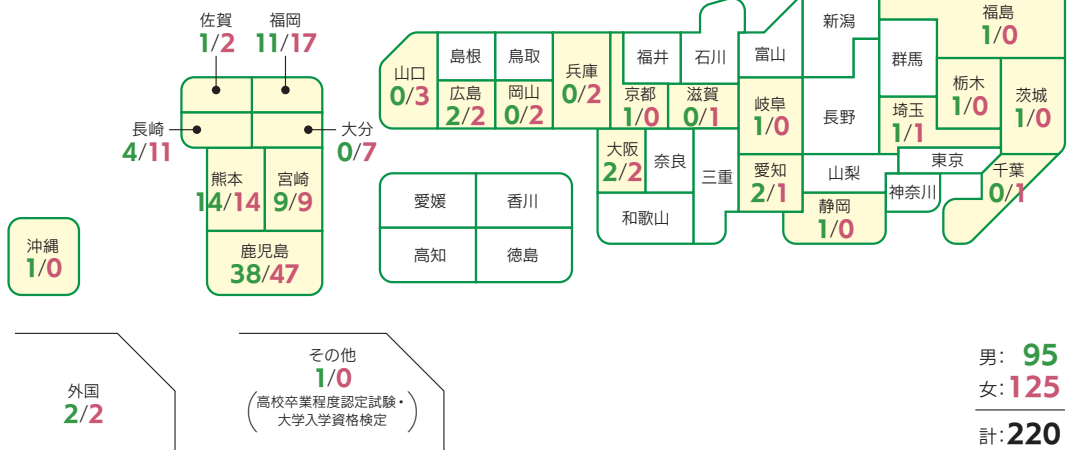 佐賀
1/2
福岡
11/17
長崎
4/11
大分
0/7
熊本
14/14
宮崎
9/9
鹿児島
38/47
沖縄
1/0
山口
0/3
島根
鳥取
広島
2/2
岡山
0/2
兵庫
0/2
福井
石川
京都
1/0
滋賀
0/1
大阪
2/2
奈良
和歌山
三重
愛媛
香川
高知
徳島
富山
岐阜
1/0
愛知
2/1
新潟
長野
山梨
静岡
1/0
群馬
埼玉
1/1
東京
神奈川
福島
1/0
栃木
1/0
茨城
1/0
千葉
0/1
外国
2/2
その他
1/0
(高校卒業程度認定試験・
大学入学資格検定)
男: 95
女: 125
計: 220